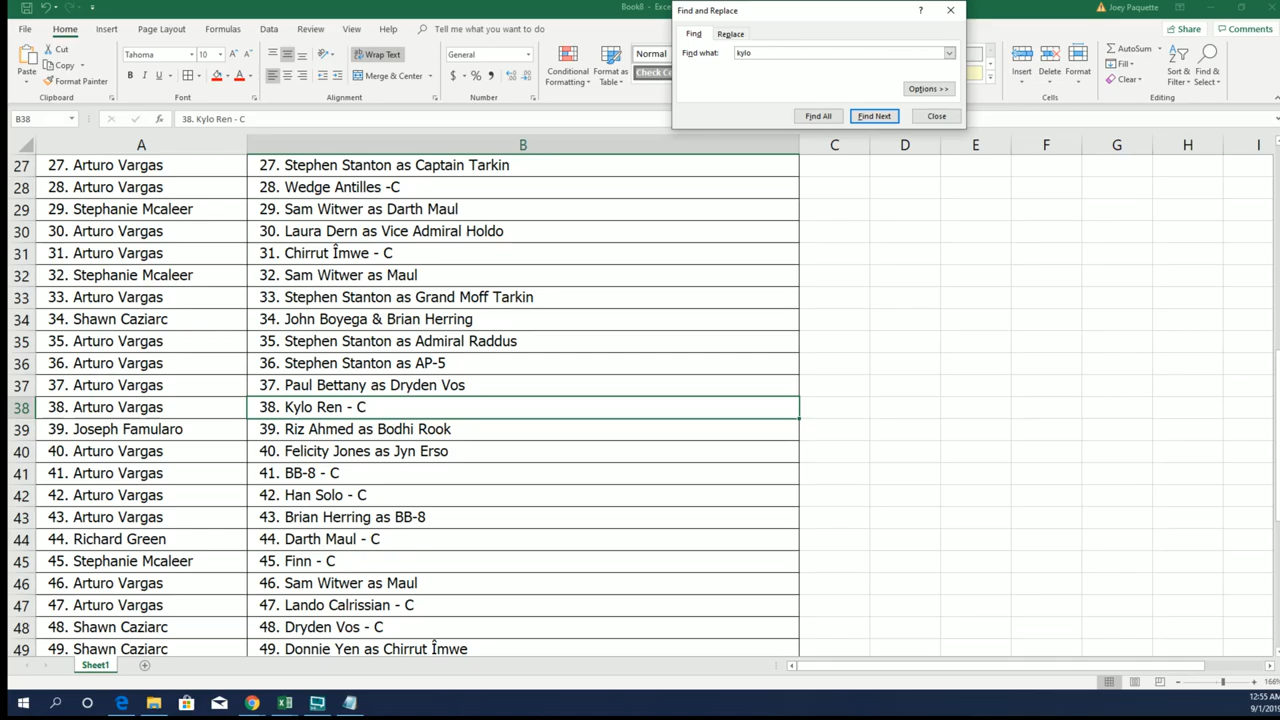 Book8 - Exce
Joey Paquette
Find and Replace
?
File Home Insert Page Layout Formulas Data Review View Help Tell me what you want to do
Share Comments
Find Replace
Find what: kylo
Options >>
Find All Find Next Close
Paste
Cut
Copy
Format Painter
Clipboard
Tahoma 10
B I U
Font
Wrap Text
Merge & Center
Alignment
General
$ % ,
Number
Conditional Formatting
Format as Table
Normal
Check Ce
Insert Delete Format
Cells
AutoSum
Fill
Clear
Sort & Filter
Find & Select
Editing
B38 fx 38. Kylo Ren - C
A B C D E F G H I
27 27. Arturo Vargas 27. Stephen Stanton as Captain Tarkin
28 28. Arturo Vargas 28. Wedge Antilles -C
29 29. Stephanie Mcaleer 29. Sam Witwer as Darth Maul
30 30. Arturo Vargas 30. Laura Dern as Vice Admiral Holdo
31 31. Arturo Vargas 31. Chirrut Îmwe - C
32 32. Stephanie Mcaleer 32. Sam Witwer as Maul
33 33. Arturo Vargas 33. Stephen Stanton as Grand Moff Tarkin
34 34. Shawn Caziarc 34. John Boyega & Brian Herring
35 35. Arturo Vargas 35. Stephen Stanton as Admiral Raddus
36 36. Arturo Vargas 36. Stephen Stanton as AP-5
37 37. Arturo Vargas 37. Paul Bettany as Dryden Vos
38 38. Arturo Vargas 38. Kylo Ren - C
39 39. Joseph Famularo 39. Riz Ahmed as Bodhi Rook
40 40. Arturo Vargas 40. Felicity Jones as Jyn Erso
41 41. Arturo Vargas 41. BB-8 - C
42 42. Arturo Vargas 42. Han Solo - C
43 43. Arturo Vargas 43. Brian Herring as BB-8
44 44. Richard Green 44. Darth Maul - C
45 45. Stephanie Mcaleer 45. Finn - C
46 46. Arturo Vargas 46. Sam Witwer as Maul
47 47. Arturo Vargas 47. Lando Calrissian - C
48 48. Shawn Caziarc 48. Dryden Vos - C
49 49. Shawn Caziarc 49. Donnie Yen as Chirrut Îmwe
Sheet1
166%
12:55 AM
9/1/2019